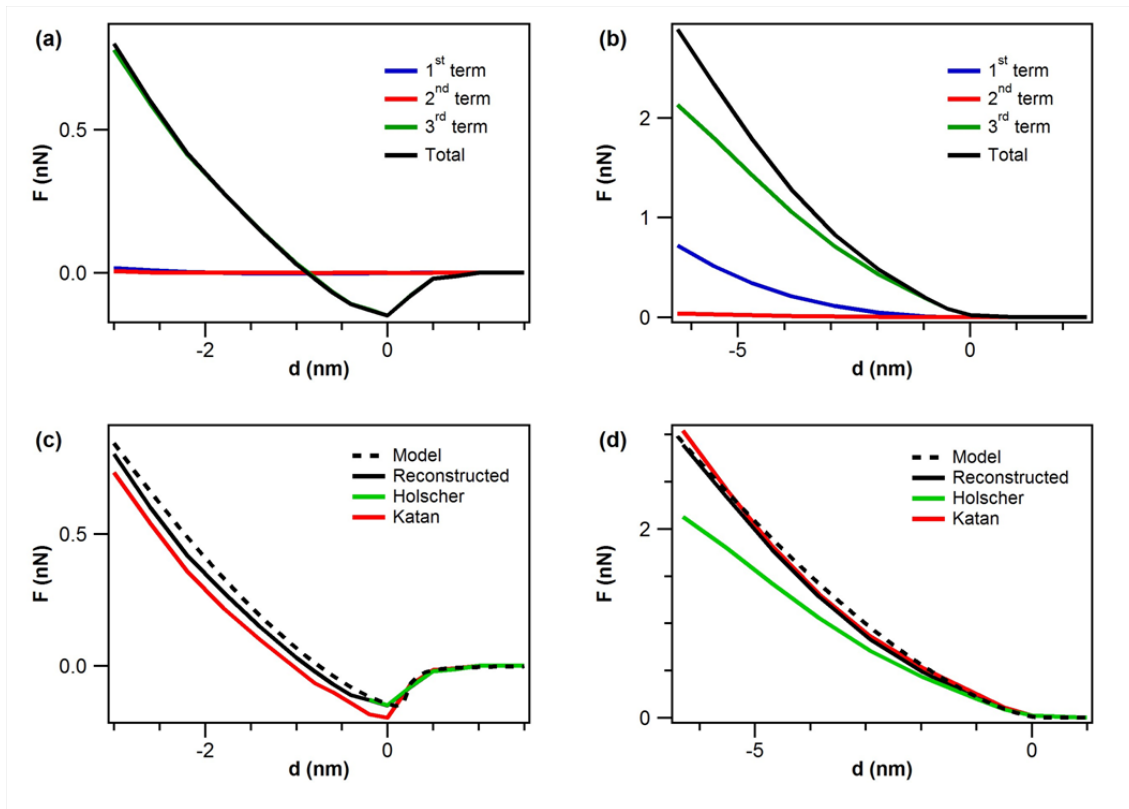 (a)
1st term
2nd term
3rd term
Total
0.5
0.0
F (nN)
-2
0
d (nm)
(b)
1st term
2nd term
3rd term
Total
2
1
0
F (nN)
-5
0
d (nm)
(c)
Model
Reconstructed
Holscher
Katan
0.5
0.0
F (nN)
-2
0
d (nm)
(d)
Model
Reconstructed
Holscher
Katan
2
0
F (nN)
-5
0
d (nm)